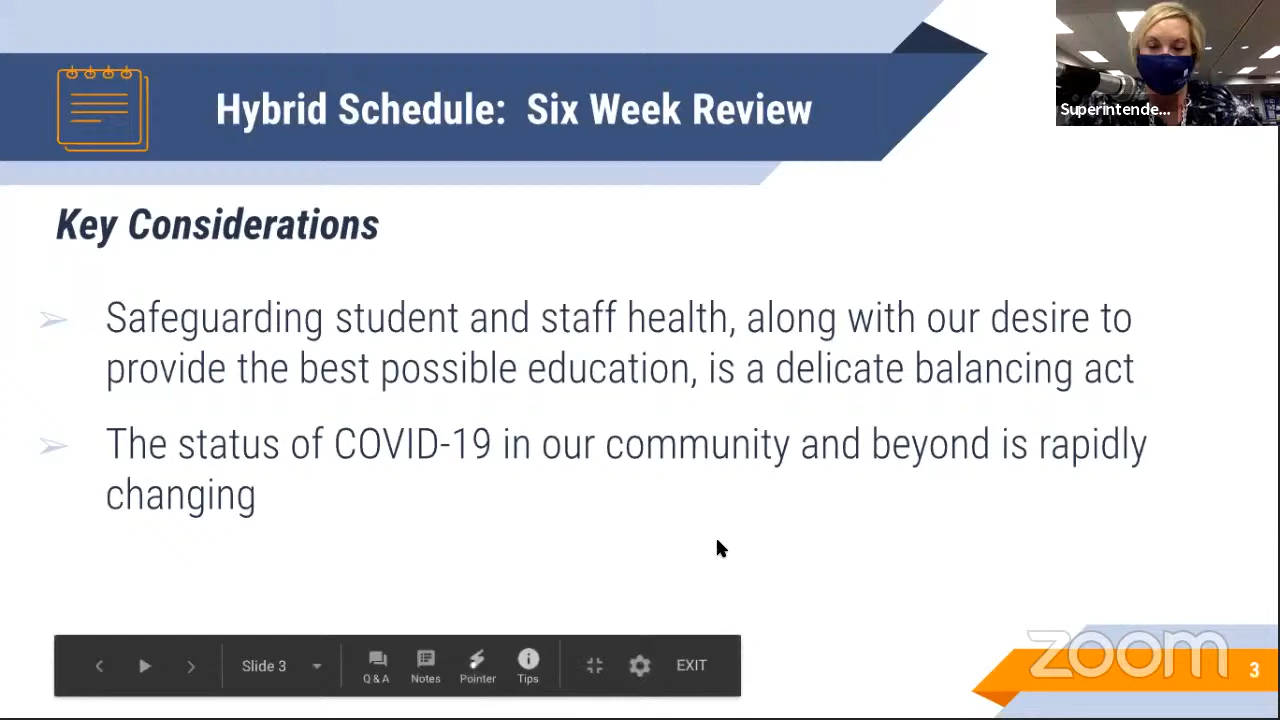 Hybrid Schedule: Six Week Review
Superintende...
Key Considerations
Safeguarding student and staff health, along with our desire to
provide the best possible education, is a delicate balancing act
The status of COVID-19 in our community and beyond is rapidly
changing
Slide 3
Q & A
Notes
Pointer
Tips
EXIT
zoom
3